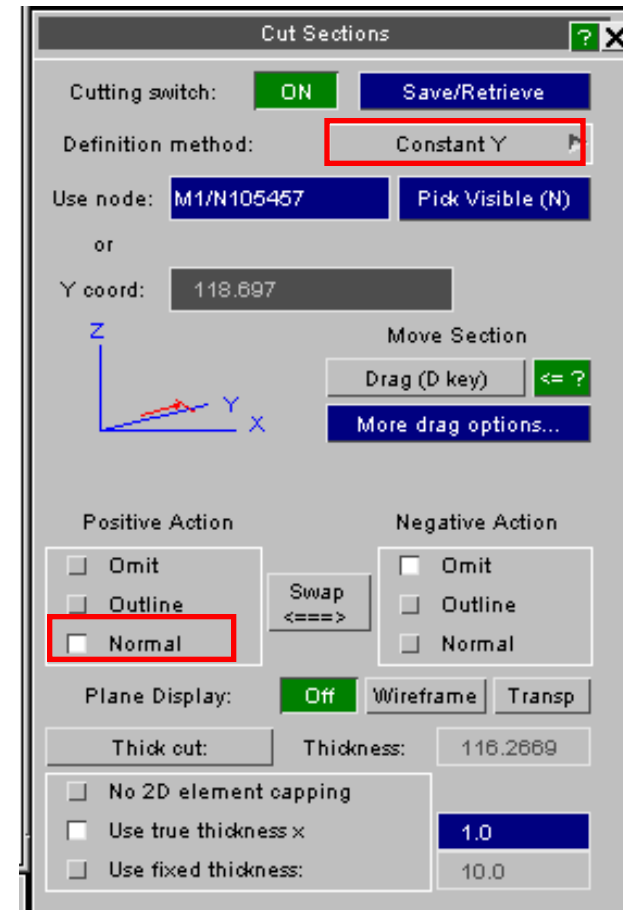 Cut Sections ? X
Cutting switch: ON Save/Retrieve
Definition method: Constant Y
Use node: M1/N105457 Pick Visible (N)
or
Y coord: 118.697
Z Move Section
Drag (D key) <= ?
Y
X More drag options...
Positive Action Negative Action
Omit Omit
Swap
Outline Outline
<===>
Normal Normal
Plane Display: Off Wireframe Transp
Thick cut: Thickness: 116.2669
No 2D element capping
Use true thickness x 1.0
Use fixed thickness: 10.0